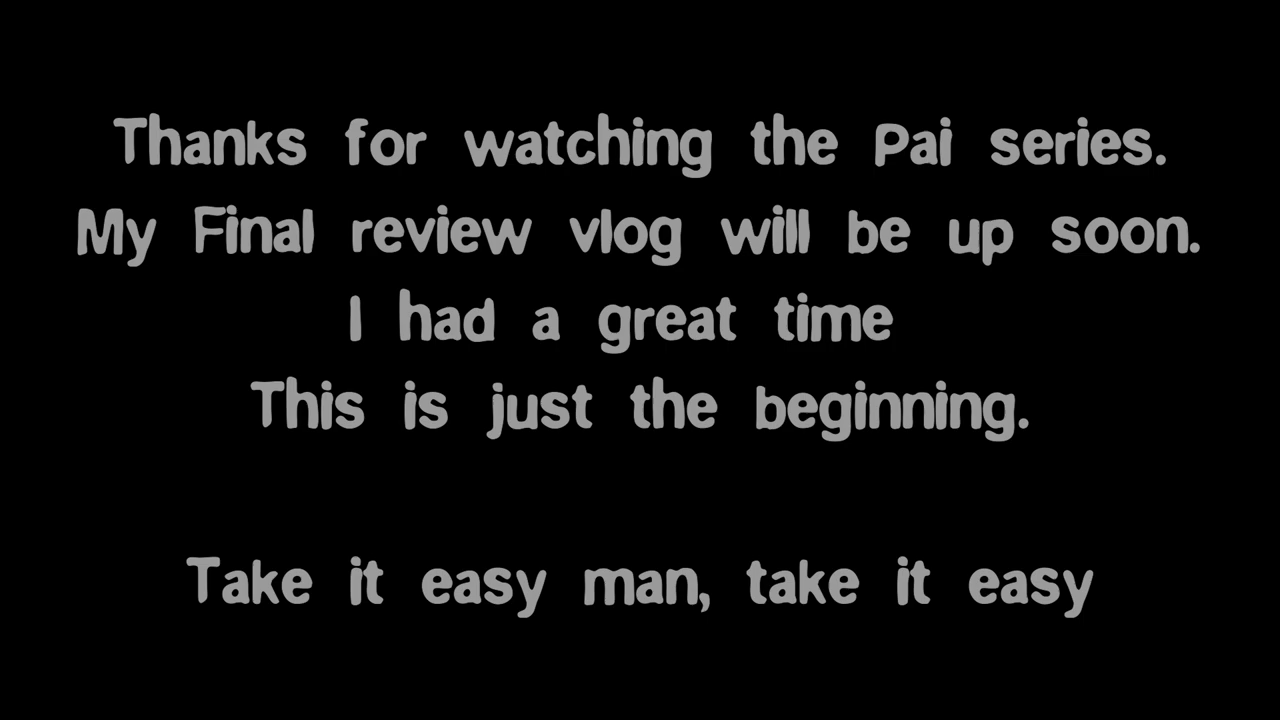 Thanks for watching the Pai series.
My Final review vlog will be up soon.
I had a great time
This is just the beginning.
Take it easy man, take it easy